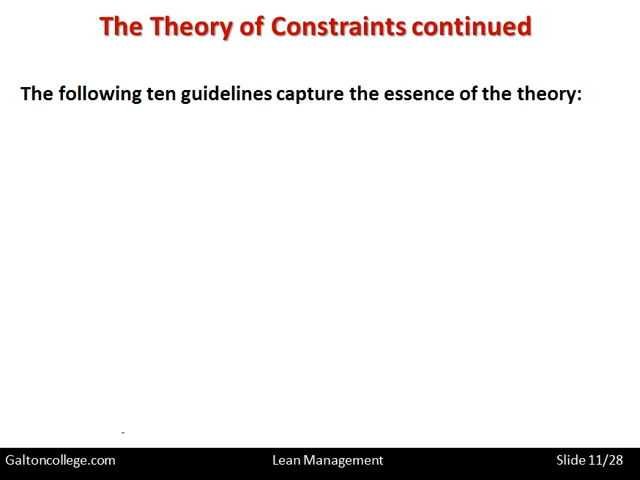 The Theory of Constraints continued
The following ten guidelines capture the essence of the theory:
Galtoncollege.com
Lean Management
Slide 11/28